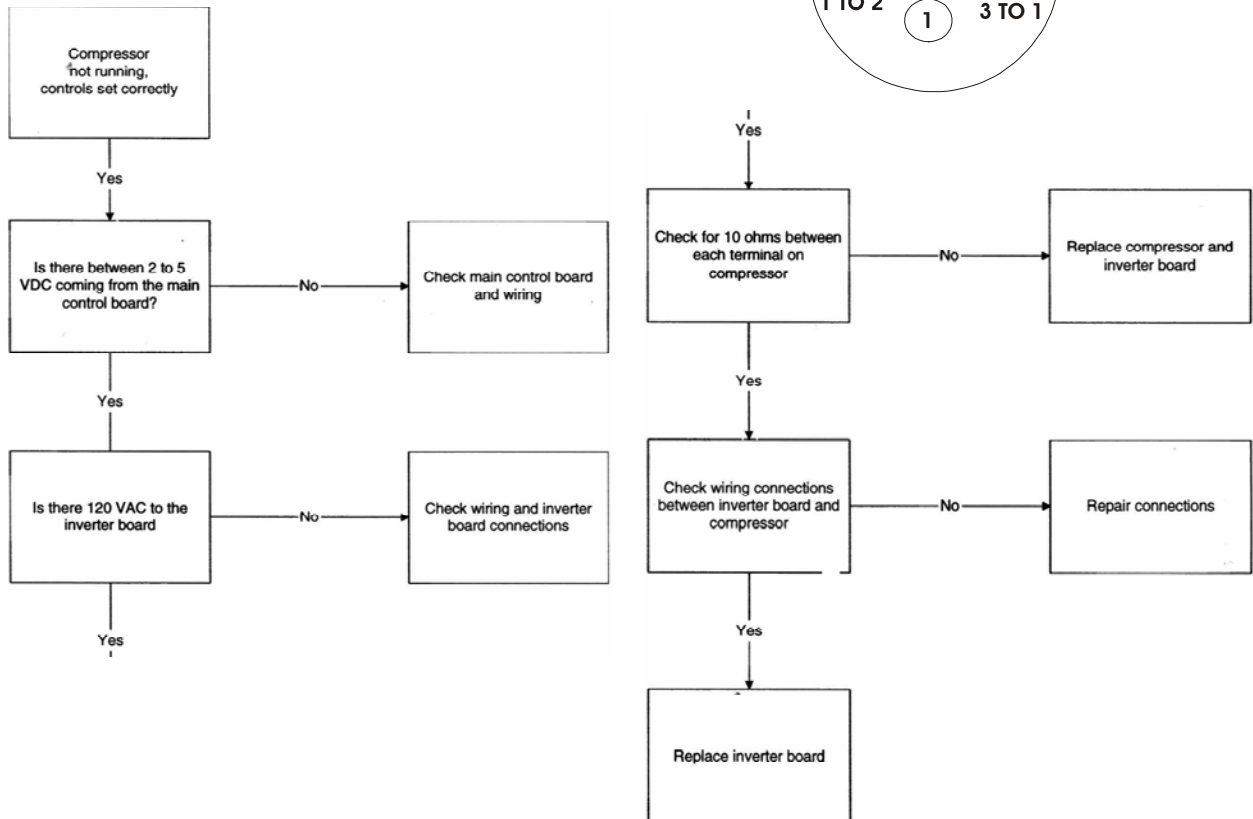 Compressor
not running,
controls set correctly
Yes
Is there between 2 to 5
VDC coming from the main
control board?
No
Check main control board
and wiring
Yes
Is there 120 VAC to the
inverter board
No
Check wiring and inverter
board connections
Yes
1 TO 2
1
3 TO 1
Yes
Check for 10 ohms between
each terminal on
compressor
No
Replace compressor and
inverter board
Yes
Check wiring connections
between inverter board and
compressor
No
Repair connections
Yes
Replace inverter board